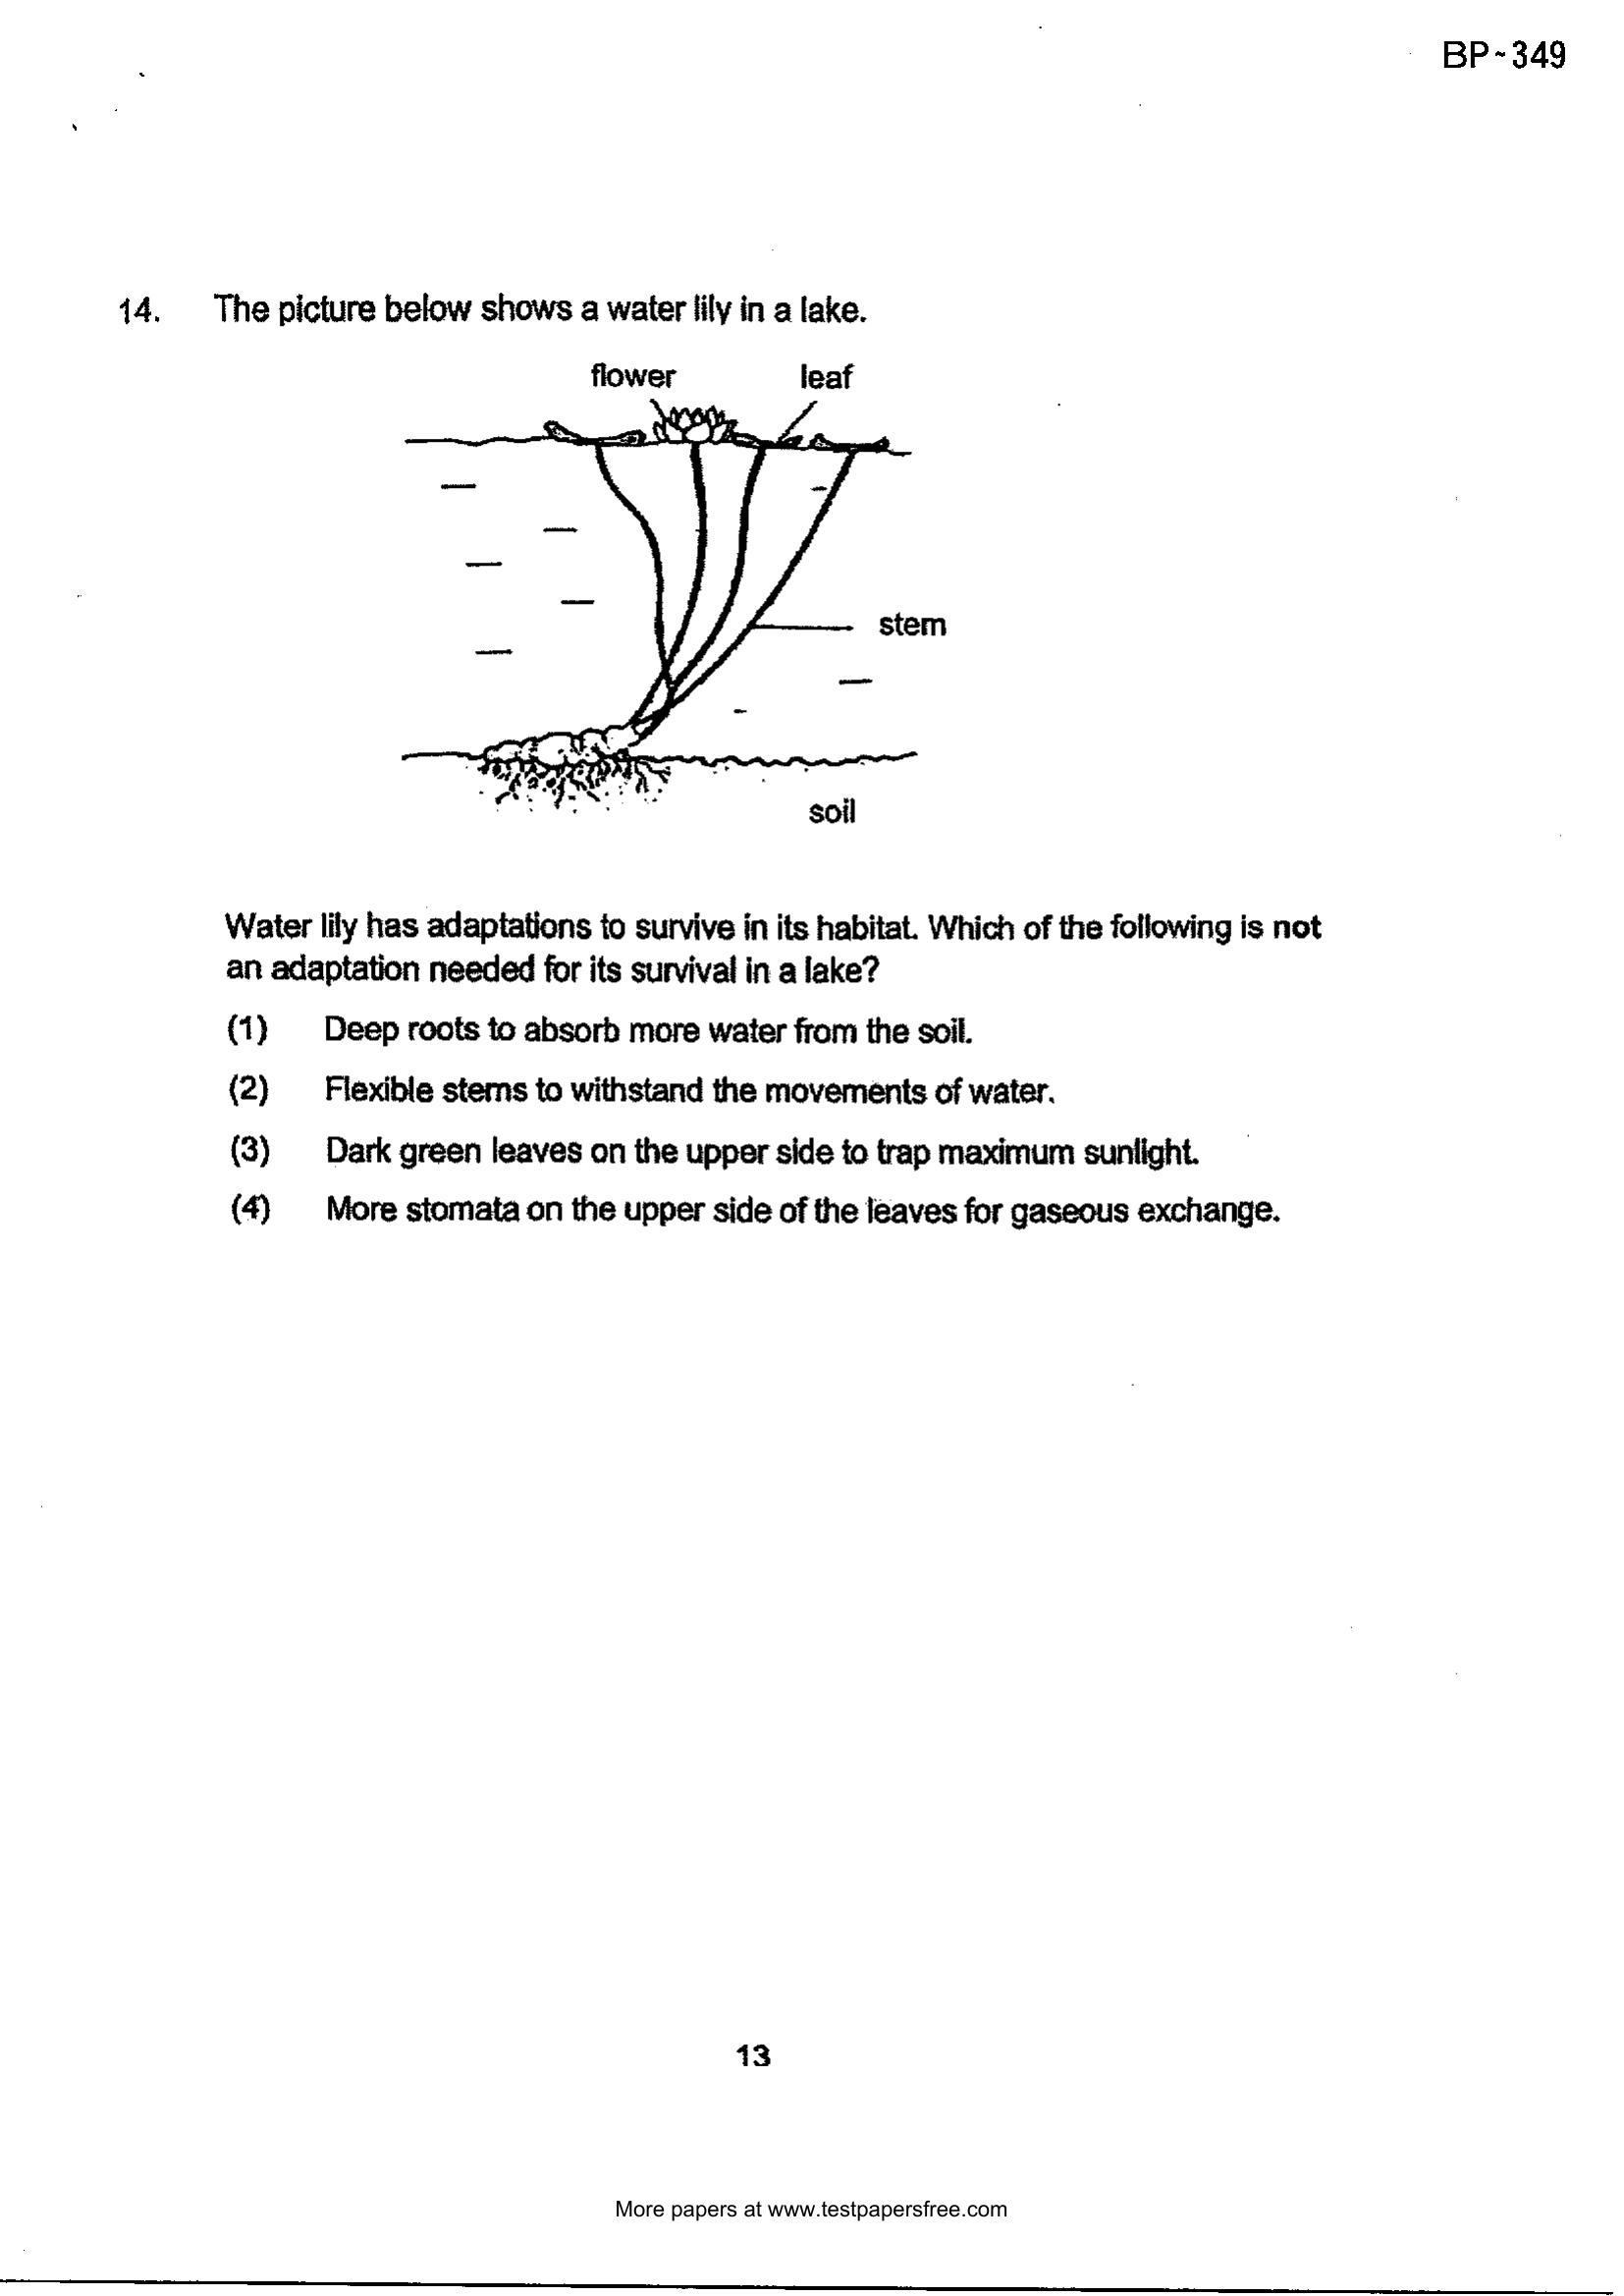 BP~349
14. The picture below shows a water lily in a lake.
flower leaf
stem
soil
Water lily has adaptations to survive in its habitat. Which of the following is not
an adaptation needed for its survival in a lake?
(1) Deep roots to absorb more water from the soil.
(2) Flexible stems to withstand the movements of water.
(3) Dark green leaves on the upper side to trap maximum sunlight.
(4) More stomata on the upper side of the leaves for gaseous exchange.
13
More papers at www.testpapersfree.com